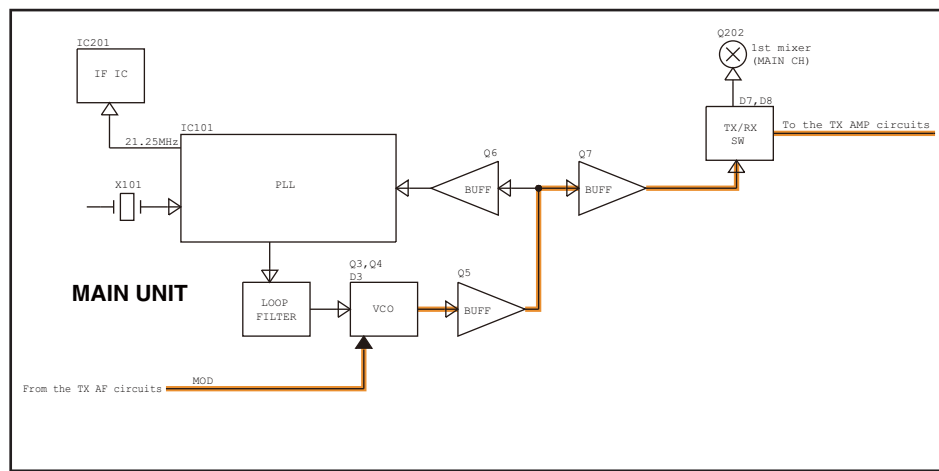 IC201
IF IC
21.25MHz
IC101
PLL
X101
Q6
BUFF
Q7
BUFF
Q202
1st mixer
(MAIN CH)
D7,D8
TX/RX
SW
To the TX AMP circuits
MAIN UNIT
LOOP
FILTER
Q3,Q4
D3
VCO
Q5
BUFF
From the TX AF circuits
MOD